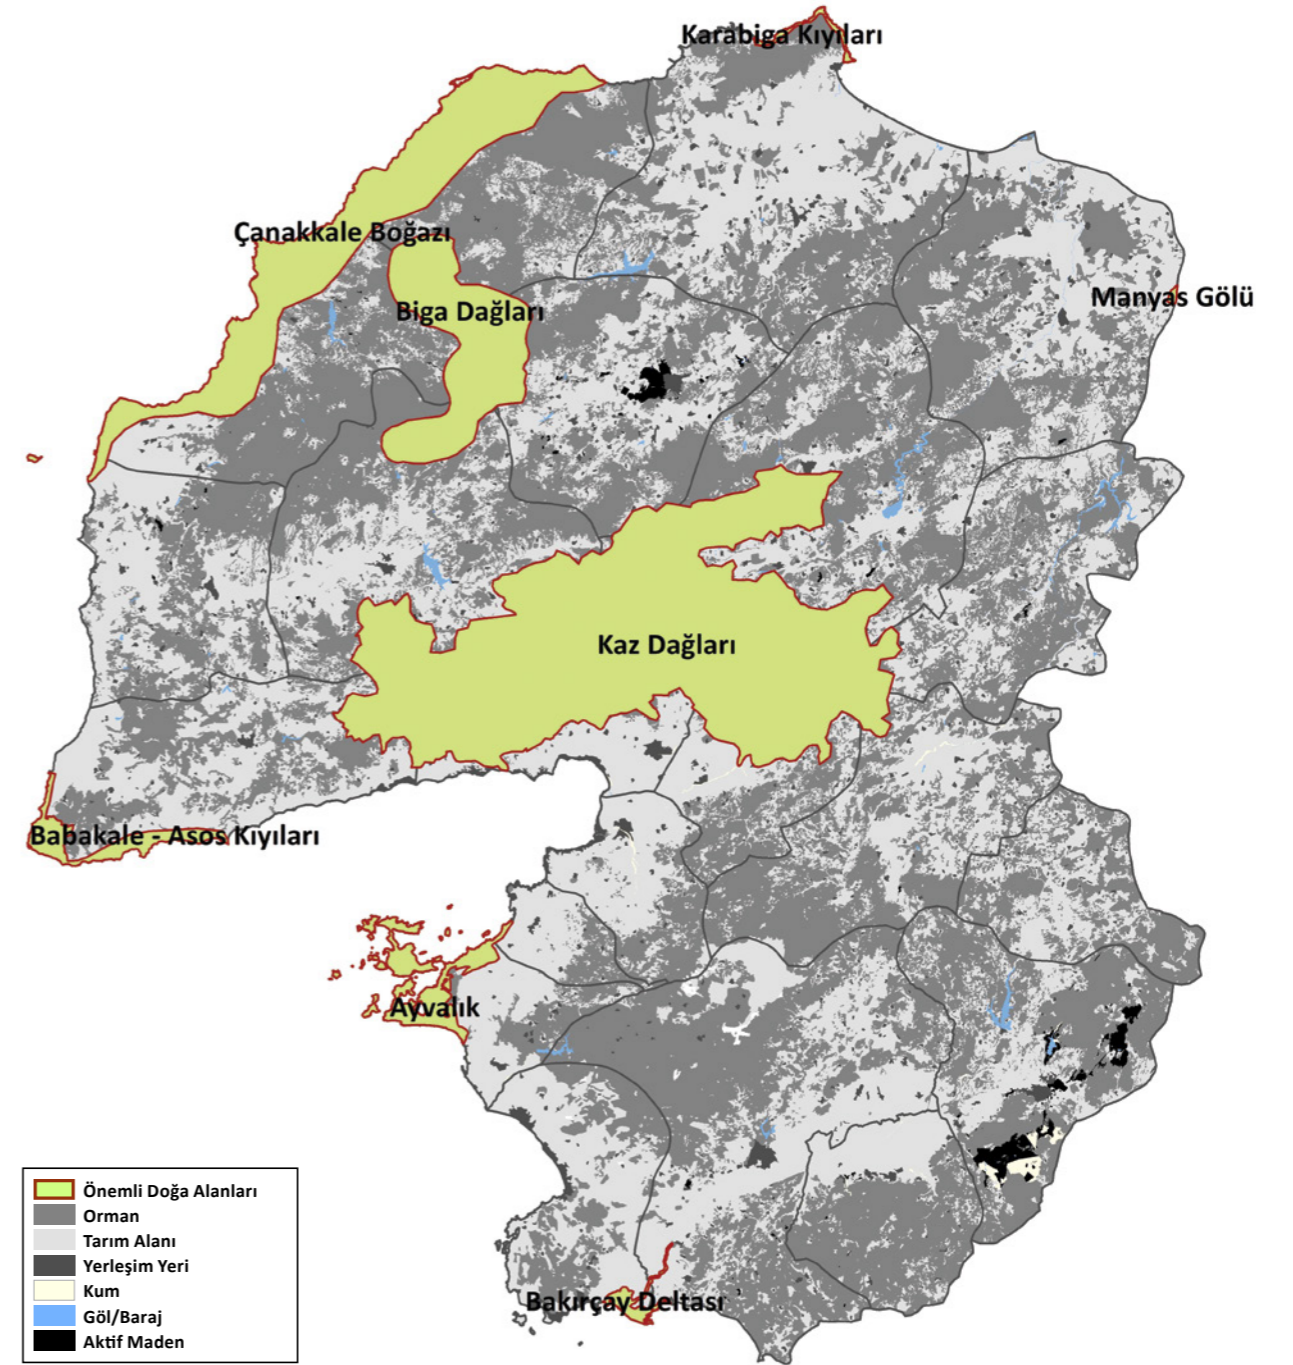 Karabiga Kıyıları
Çanakkale Boğazı
Manyas Gölü
Biga Dağları
Kaz Dağları
Babakale - Asos Kıyıları
Ayvalık
Bakırçay Deltası
Önemli Doğa Alanları
Orman
Tarım Alanı
Yerleşim Yeri
Kum
Göl/Baraj
Aktif Maden